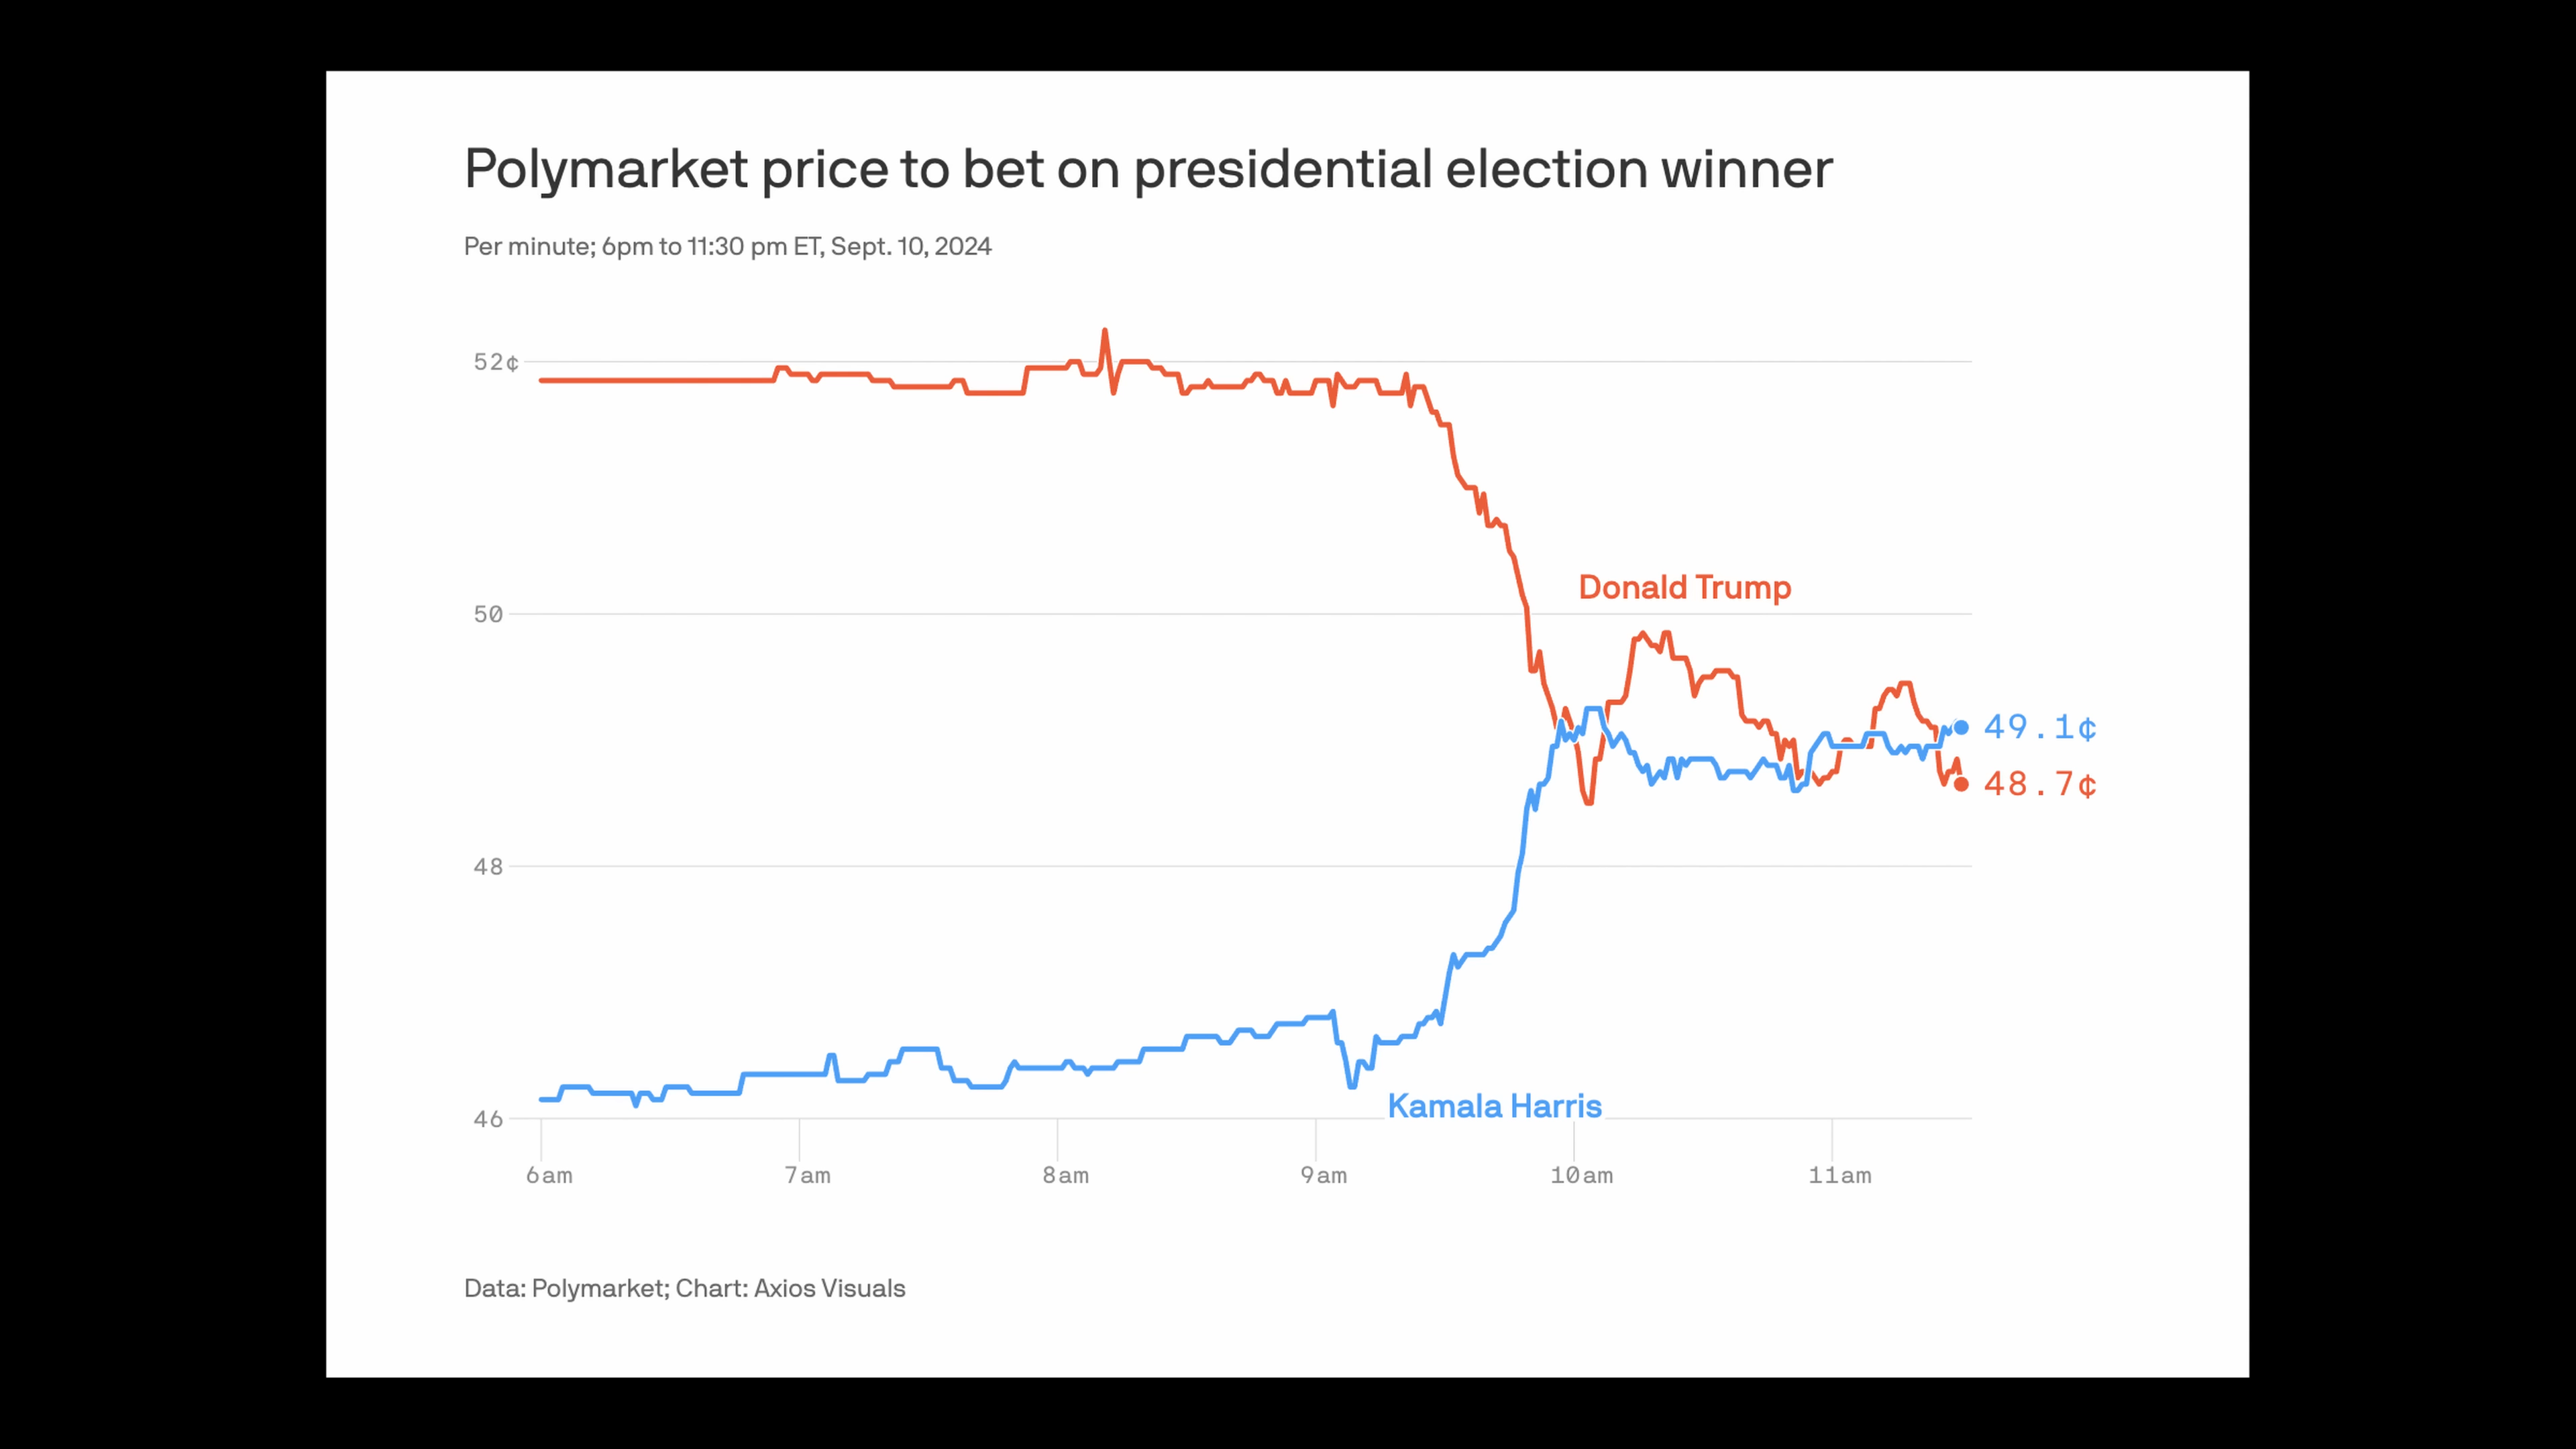 Polymarket price to bet on presidential election winner
Per minute; 6pm to 11:30 pm ET, Sept. 10, 2024
52¢
50
Donald Trump
49.1¢
48.7¢
48
Kamala Harris
46
6am 7am 8am 9am 10am 11am
Data: Polymarket; Chart: Axios Visuals